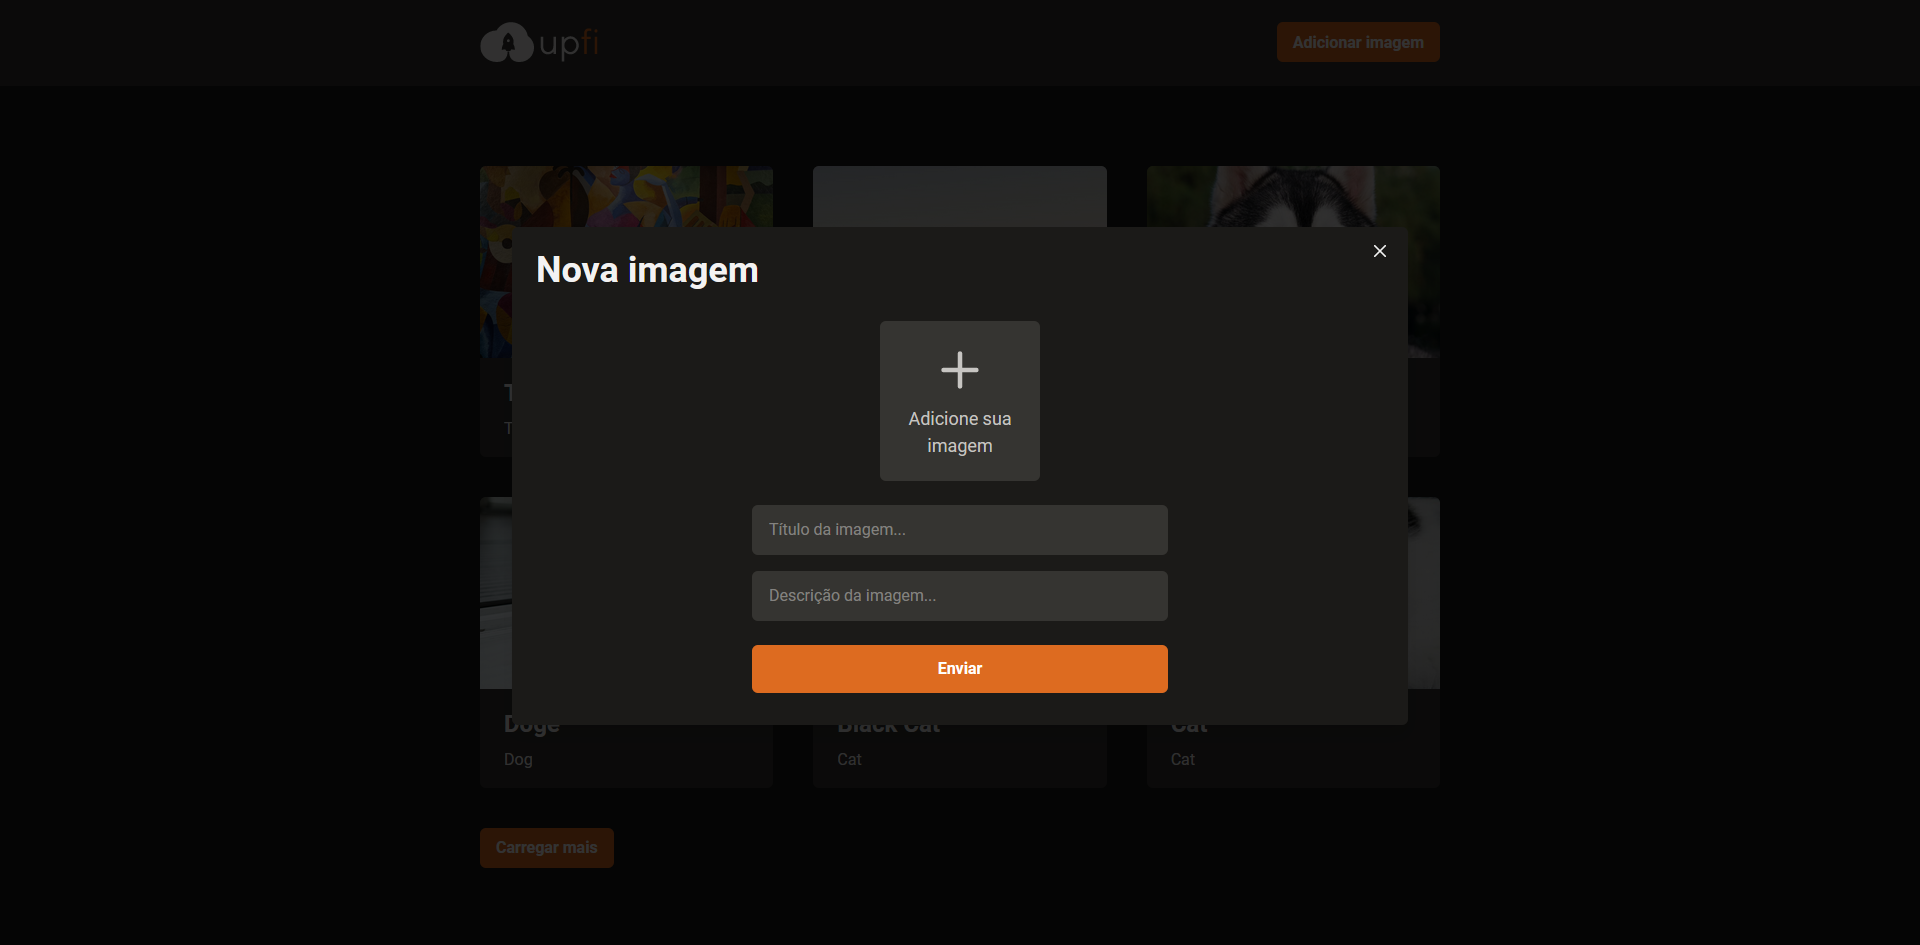 upfi
Adicionar imagem
Nova imagem
Adicione sua
imagem
Título da imagem...
Descrição da imagem...
Enviar
Doge
Black Cat
Cat
Dog
Cat
Cat
Carregar mais